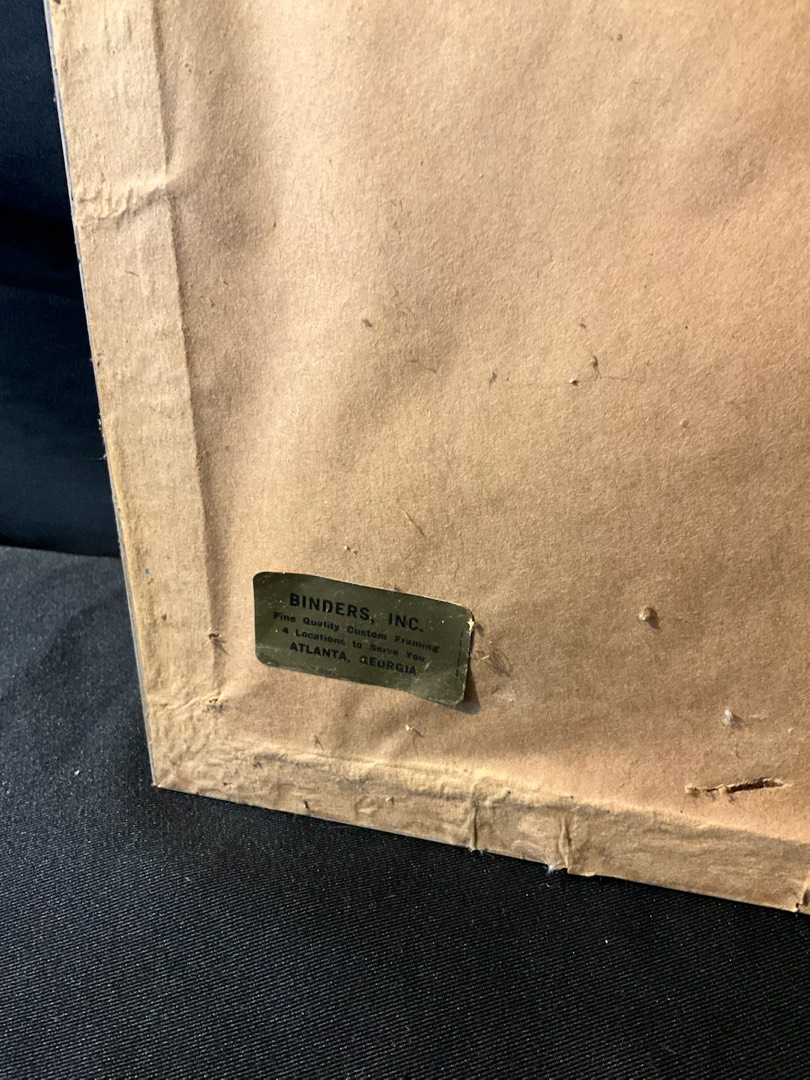 BINDERS, INC.
Fine Quality Custom Framing
4 Locations to Serve You
ATLANTA, GEORGIA